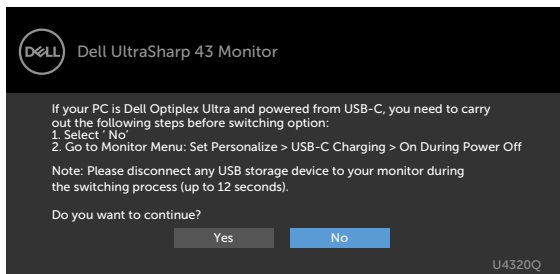 DELL Dell UltraSharp 43 Monitor
If your PC is Dell Optiplex Ultra and powered from USB-C, you need to carry
out the following steps before switching option:
1. Select ‘ No’
2. Go to Monitor Menu: Set Personalize > USB-C Charging > On During Power Off
Note: Please disconnect any USB storage device to your monitor during
the switching process (up to 12 seconds).
Do you want to continue?
Yes No
U4320Q